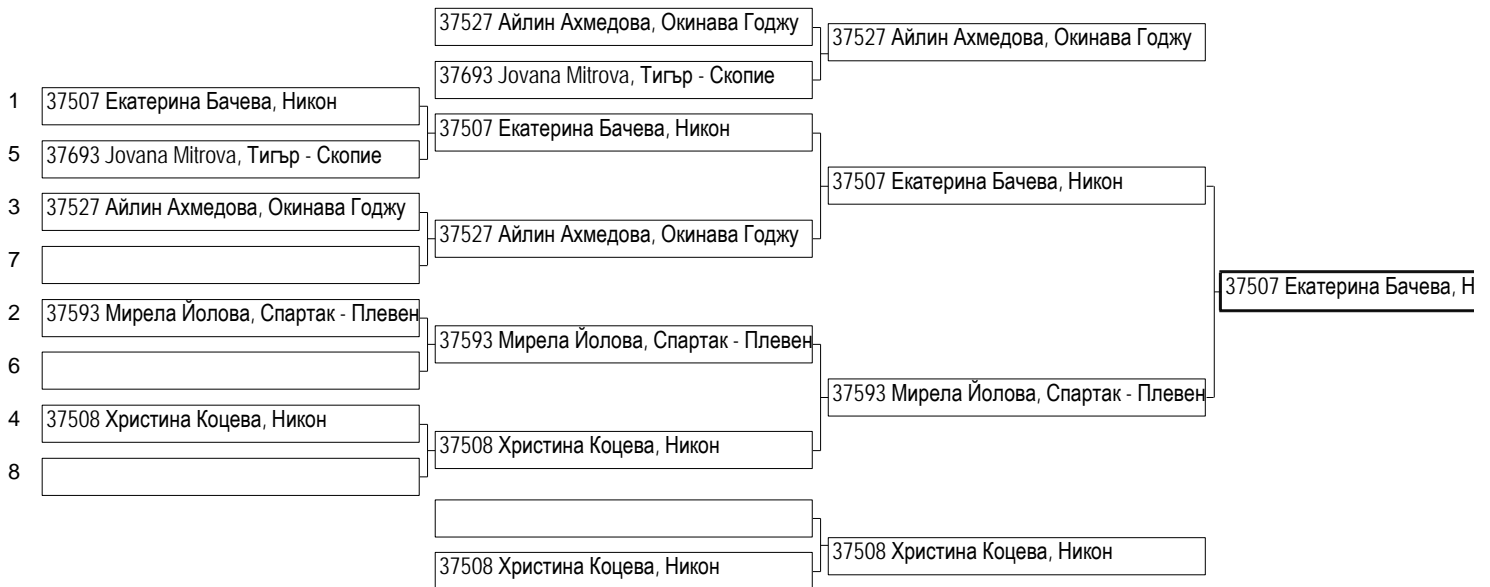 37527 Айлин Ахмедова, Окинава Годжу
37527 Айлин Ахмедова, Окинава Годжу
37693 Jovana Mitrova, Тигър - Скопие
1 37507 Екатерина Бачева, Никон
37507 Екатерина Бачева, Никон
5 37693 Jovana Mitrova, Тигър - Скопие
37507 Екатерина Бачева, Никон
3 37527 Айлин Ахмедова, Окинава Годжу
37527 Айлин Ахмедова, Окинава Годжу
7
37507 Екатерина Бачева, Н
2 37593 Мирела Йолова, Спартак - Плевен
37593 Мирела Йолова, Спартак - Плевен
6
37593 Мирела Йолова, Спартак - Плевен
4 37508 Христина Коцева, Никон
37508 Христина Коцева, Никон
8
37508 Христина Коцева, Никон
37508 Христина Коцева, Никон